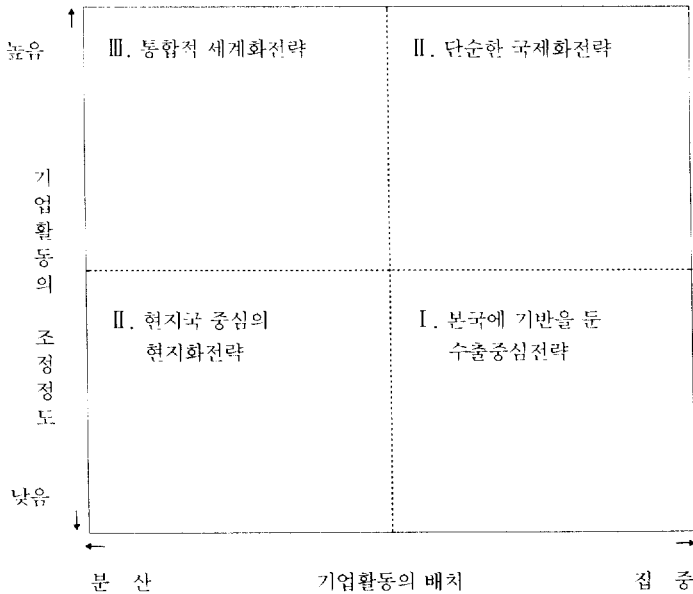 높음
Ⅲ. 통합적 세계화전략
Ⅱ. 단순한 국제화전략
기업활동의 조정정도
Ⅱ. 현지국 중심의
현지화전략
Ⅰ. 본국에 기반을 둔
수출중심전략
낮음
분 산
기업활동의 배치
집 중